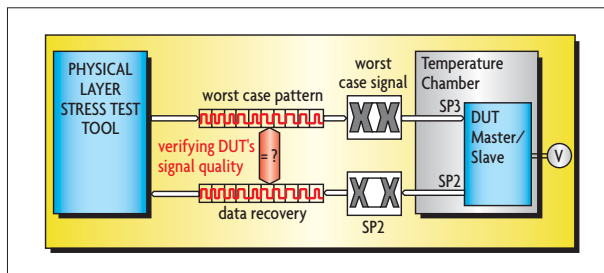 PHYSICAL
LAYER
STRESS TEST
TOOL
worst case pattern
worst
case signal
Temperature
Chamber
SP3
DUT
Master/
Slave
V
verifying DUT's
signal quality
= ?
SP2
data recovery
SP2